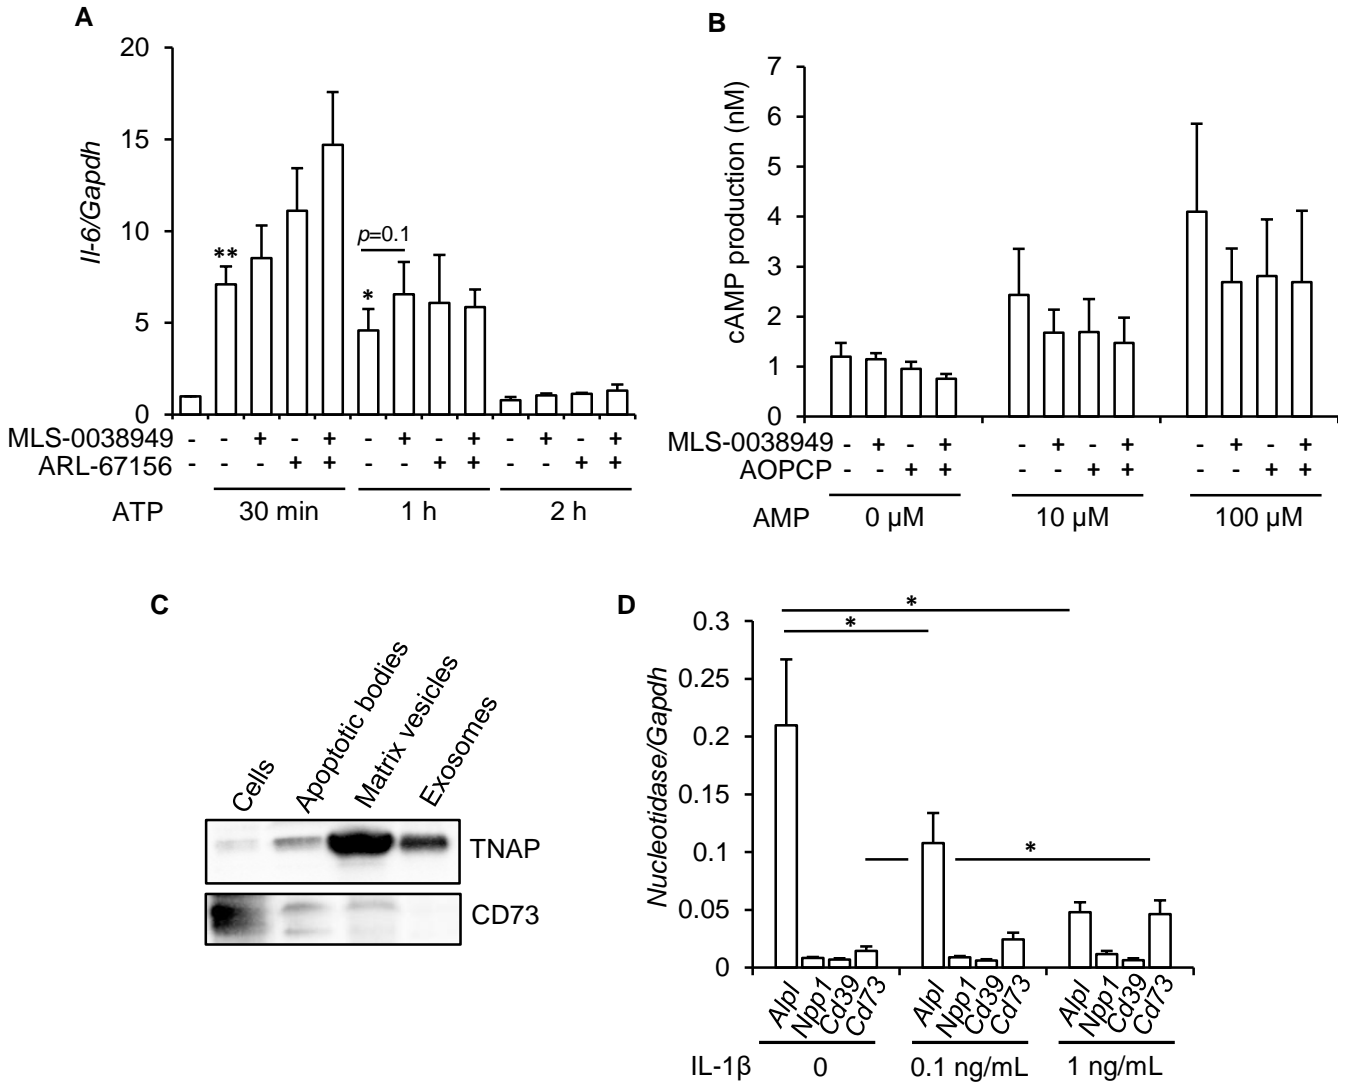 A
20
15
10
5
0
Il-6/Gapdh
**
p=0.1
*
MLS-0038949 - - + - + - + - + - + - +
ARL-67156 - - - + + - - + + - - + +
ATP 30 min 1 h 2 h
B
7
6
5
4
3
2
1
0
cAMP production (nM)
MLS-0038949 - + - + - + - + - + - +
AOPCP - - + + - - + + - - + +
AMP 0 µM 10 µM 100 µM
C
Cells Apoptotic bodies Matrix vesicles Exosomes
TNAP
CD73
D
*
*
0.3
0.25
0.2
0.15
0.1
0.05
0
Nucleotidase/Gapdh
*
Alpl Npp1 Cd39 Cd73 Alpl Npp1 Cd39 Cd73 Alpl Npp1 Cd39 Cd73
IL-1β 0 0.1 ng/mL 1 ng/mL